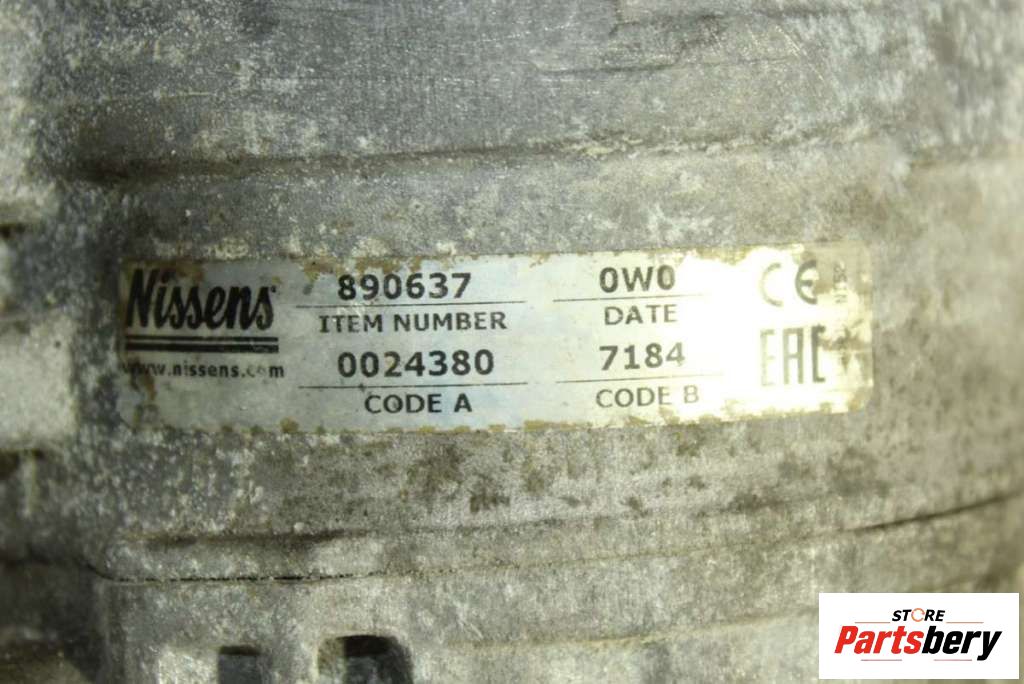 Nissens
www.nissens.com
890637
ITEM NUMBER
0024380
CODE A
0W0
DATE
7184
CODE B
CE
EAC
STORE
Partsbery